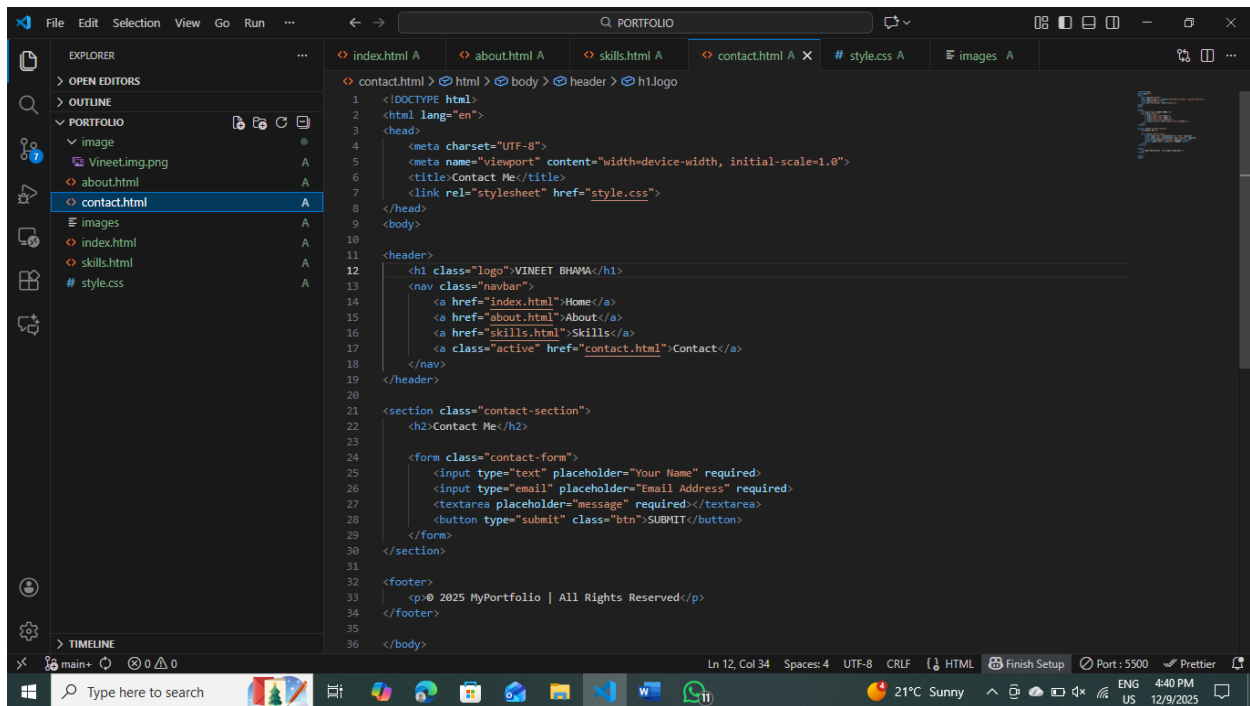 File Edit Selection View Go Run ··· PORTFOLIO
EXPLORER ···
OPEN EDITORS
OUTLINE
PORTFOLIO
image
Vineet.img.png A
about.html A
contact.html A
images A
index.html A
skills.html A
style.css A
TIMELINE
7
index.html A about.html A skills.html A contact.html A style.css A images A
contact.html > html > body > header > h1.logo
1 <!DOCTYPE html>
2 <html lang="en">
3 <head>
4 <meta charset="UTF-8">
5 <meta name="viewport" content="width=device-width, initial-scale=1.0">
6 <title>Contact Me</title>
7 <link rel="stylesheet" href="style.css">
8 </head>
9 <body>
10
11 <header>
12 <h1 class="logo">VINEET BHAMA</h1>
13 <nav class="navbar">
14 <a href="index.html">Home</a>
15 <a href="about.html">About</a>
16 <a href="skills.html">Skills</a>
17 <a class="active" href="contact.html">Contact</a>
18 </nav>
19 </header>
20
21 <section class="contact-section">
22 <h2>Contact Me</h2>
23
24 <form class="contact-form">
25 <input type="text" placeholder="Your Name" required>
26 <input type="email" placeholder="Email Address" required>
27 <textarea placeholder="message" required></textarea>
28 <button type="submit" class="btn">SUBMIT</button>
29 </form>
30 </section>
31
32 <footer>
33 <p>© 2025 MyPortfolio | All Rights Reserved</p>
34 </footer>
35
36 </body>
main+ 0 0 Ln 12, Col 34 Spaces: 4 UTF-8 CRLF HTML Finish Setup Port : 5500 Prettier
Type here to search 11 4 21°C Sunny ENG US 4:40 PM 12/9/2025